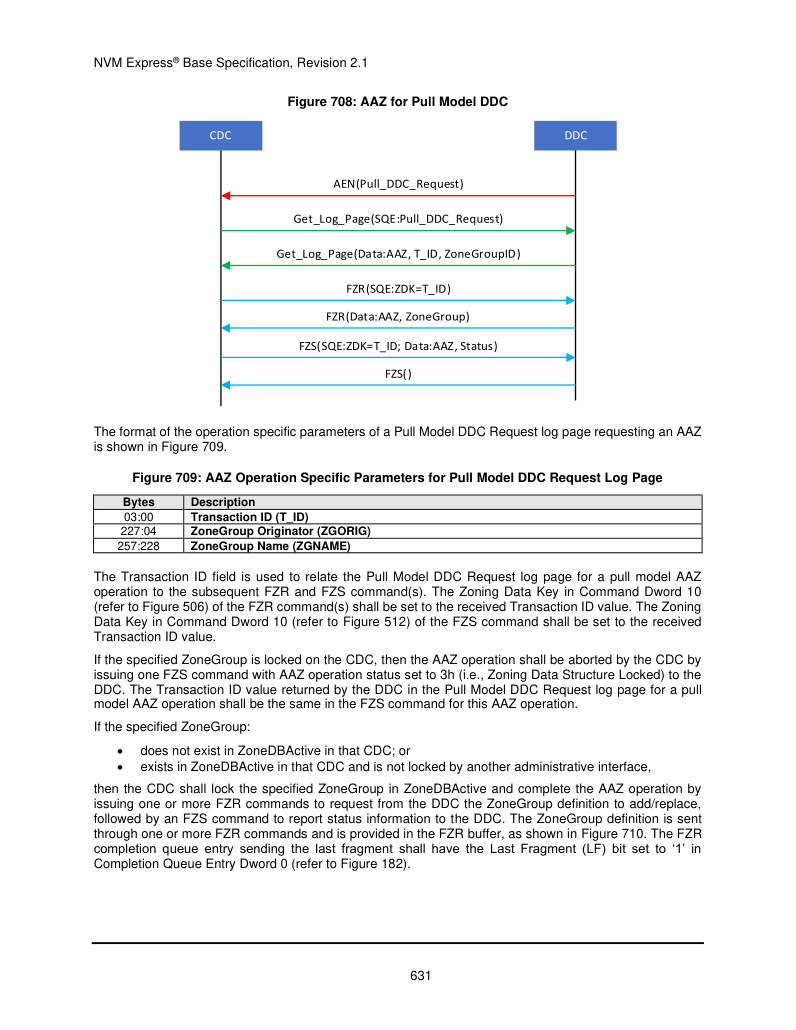 NVM Express® Base Specification, Revision 2.1
Figure 708: AAZ for Pull Model DDC
CDC
DDC
AEN(Pull_DDC_Request)
Get_Log_Page(SQE:Pull_DDC_Request)
Get_Log_Page(Data:AAZ, T_ID, ZoneGroupID)
FZR(SQE:ZDK=T_ID)
FZR(Data:AAZ, ZoneGroup)
FZS(SQE:ZDK=T_ID; Data:AAZ, Status)
FZS()
The format of the operation specific parameters of a Pull Model DDC Request log page requesting an AAZ
is shown in Figure 709.
Figure 709: AAZ Operation Specific Parameters for Pull Model DDC Request Log Page
Bytes Description
03:00 Transaction ID (T_ID)
227:04 ZoneGroup Originator (ZGORIG)
257:228 ZoneGroup Name (ZGNAME)
The Transaction ID field is used to relate the Pull Model DDC Request log page for a pull model AAZ
operation to the subsequent FZR and FZS command(s). The Zoning Data Key in Command Dword 10
(refer to Figure 506) of the FZR command(s) shall be set to the received Transaction ID value. The Zoning
Data Key in Command Dword 10 (refer to Figure 512) of the FZS command shall be set to the received
Transaction ID value.
If the specified ZoneGroup is locked on the CDC, then the AAZ operation shall be aborted by the CDC by
issuing one FZS command with AAZ operation status set to 3h (i.e., Zoning Data Structure Locked) to the
DDC. The Transaction ID value returned by the DDC in the Pull Model DDC Request log page for a pull
model AAZ operation shall be the same in the FZS command for this AAZ operation.
If the specified ZoneGroup:
• does not exist in ZoneDBActive in that CDC; or
• exists in ZoneDBActive in that CDC and is not locked by another administrative interface,
then the CDC shall lock the specified ZoneGroup in ZoneDBActive and complete the AAZ operation by
issuing one or more FZR commands to request from the DDC the ZoneGroup definition to add/replace,
followed by an FZS command to report status information to the DDC. The ZoneGroup definition is sent
through one or more FZR commands and is provided in the FZR buffer, as shown in Figure 710. The FZR
completion queue entry sending the last fragment shall have the Last Fragment (LF) bit set to ‘1’ in
Completion Queue Entry Dword 0 (refer to Figure 182).
631